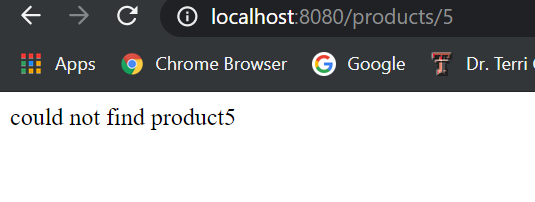 localhost:8080/products/5
Apps Chrome Browser Google Dr. Terri
could not find product5